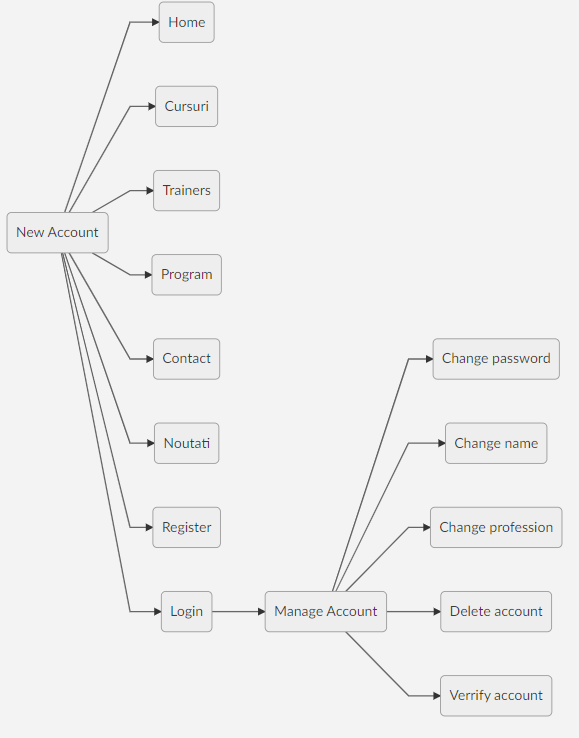 Home
Cursuri
Trainers
New Account
Program
Contact
Noutati
Register
Login
Manage Account
Change password
Change name
Change profession
Delete account
Verrify account